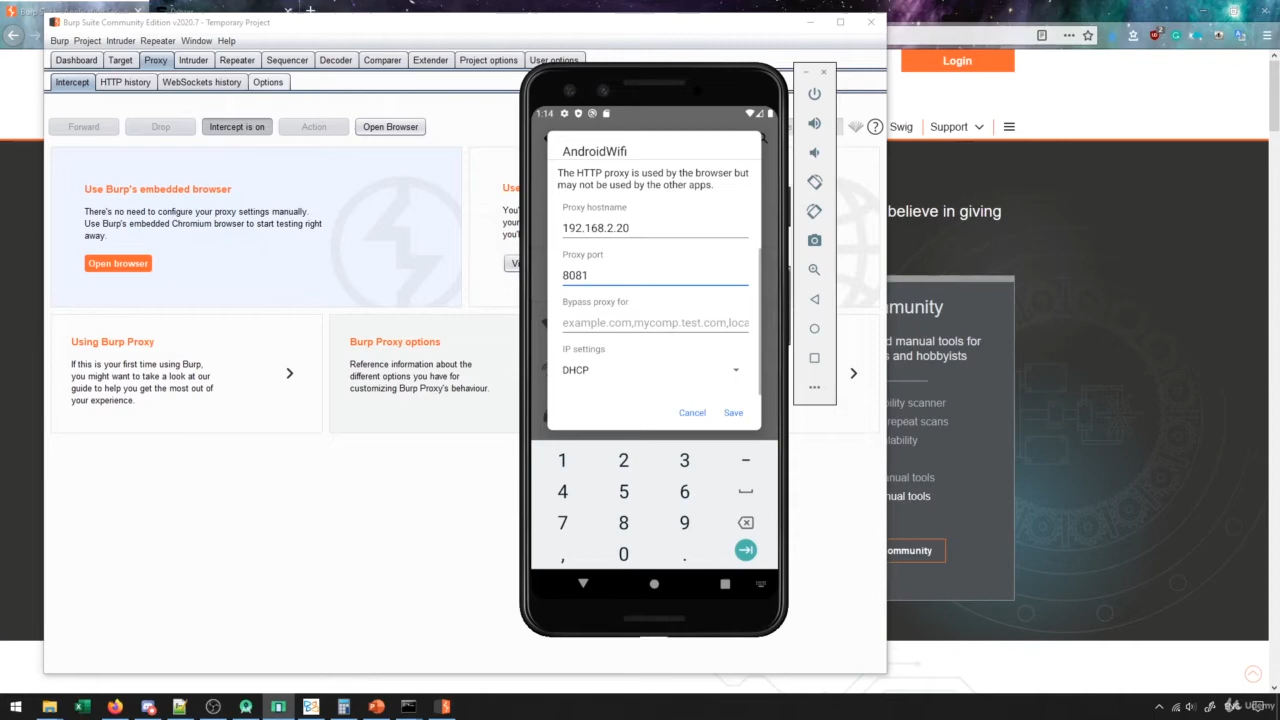 Burp Suite Community Edition v2020.7 - Temporary Project
Burp Project Intruder Repeater Window Help
Dashboard Target Proxy Intruder Repeater Sequencer Decoder Comparer Extender Project options User options
Intercept HTTP history WebSockets history Options
Forward Drop Intercept is on Action Open Browser
Login
Swig Support
Use Burp's embedded browser
There's no need to configure your proxy settings manually.
Use Burp's embedded Chromium browser to start testing right
away.
Open browser
Using Burp Proxy
If this is your first time using Burp,
you might want to take a look at our
guide to help you get the most out of
your experience.
Burp Proxy options
Reference information about the
different options you have for
customizing Burp Proxy's behaviour.
1:14
AndroidWifi
The HTTP proxy is used by the browser but
may not be used by the other apps.
Proxy hostname
192.168.2.20
Proxy port
8081
Bypass proxy for
example.com,mycomp.test.com,loca
IP settings
DHCP
Cancel Save
1 2 3 -
4 5 6
7 8 9
, 0 .
believe in giving
munity
d manual tools for
s and hobbyists
bility scanner
repeat scans
lability
nual tools
ual tools
ommunity
Udemy